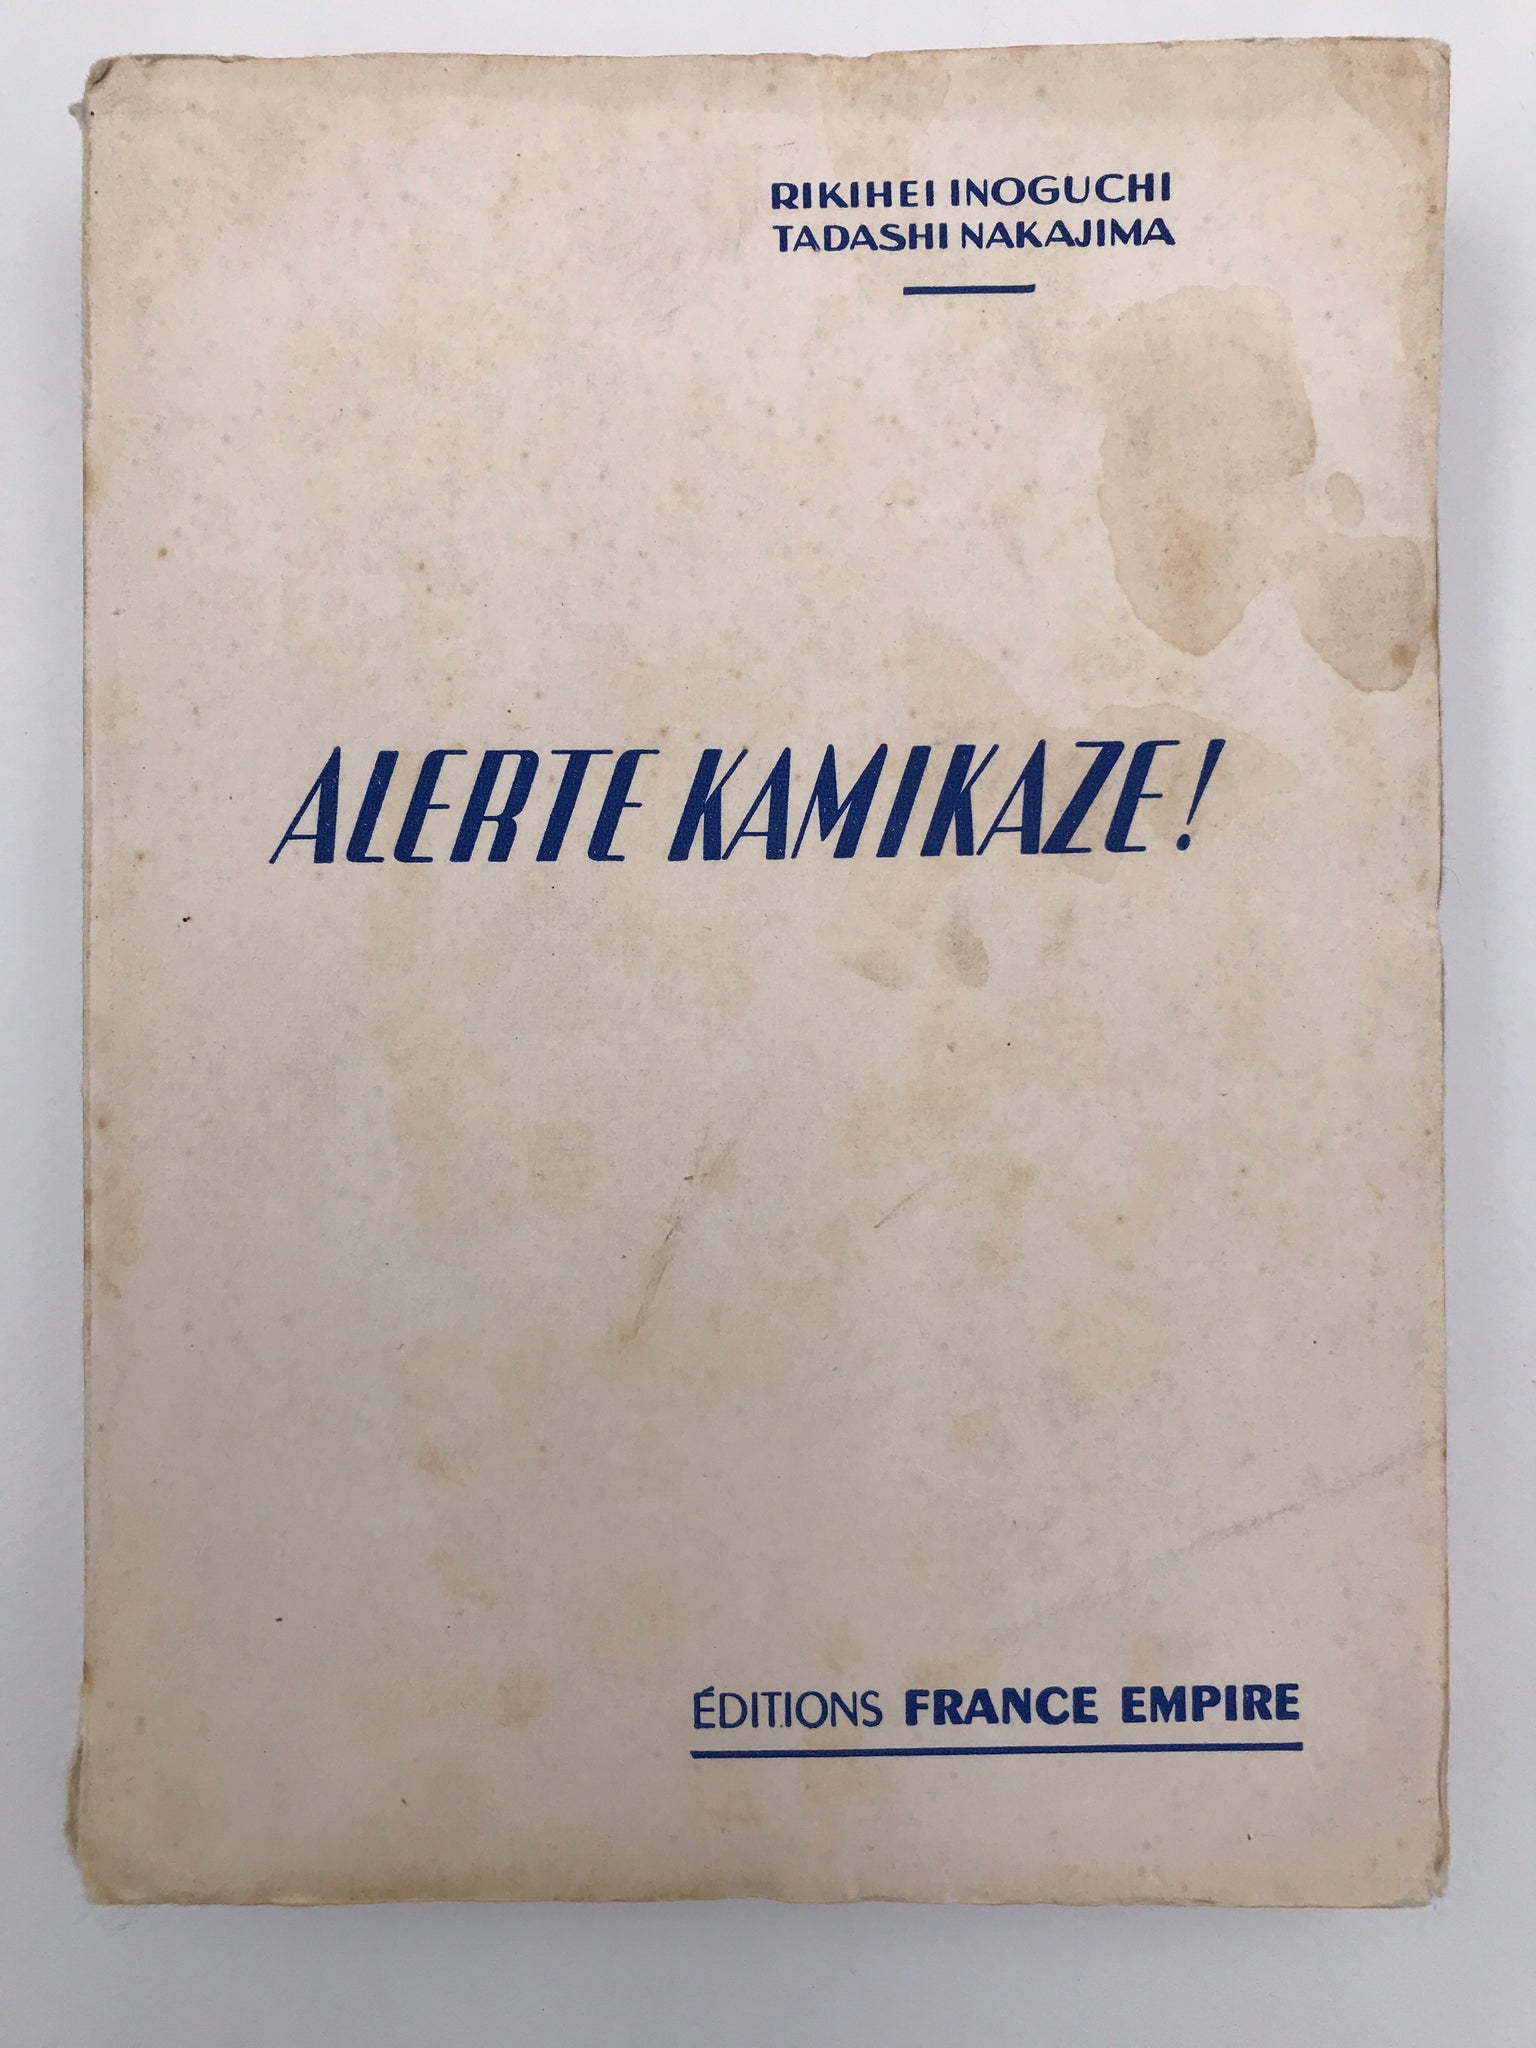 RIKIHEI INOGUCHI
TADASHI NAKAJIMA
ALERTE KAMIKAZE!
ÉDITIONS FRANCE EMPIRE